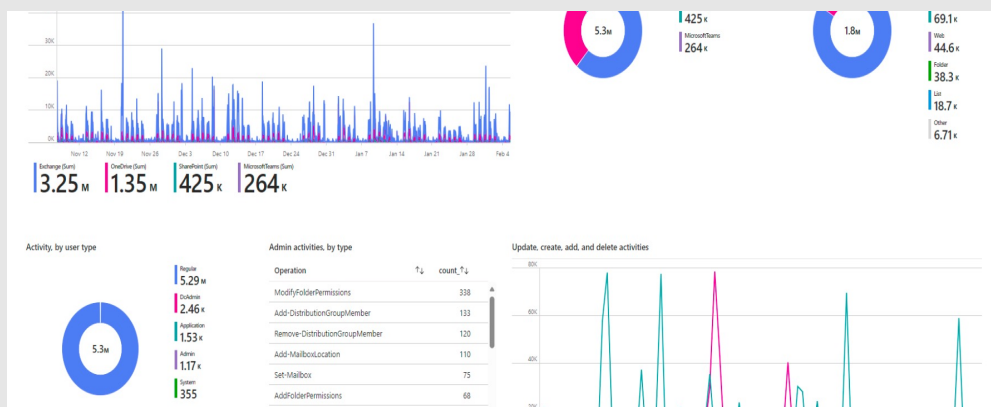 30K
20K
10K
0K
Nov 12 Nov 19 Nov 26 Dec 3 Dec 10 Dec 17 Dec 24 Dec 31 Jan 7 Jan 14 Jan 21 Jan 28 Feb 4
Exchange (Sum) OneDrive (Sum) SharePoint (Sum) MicrosoftTeams (Sum)
3.25 M 1.35 M 425 K 264 K
5.3M
425 K
MicrosoftTeams
264 K
1.8M
69.1 K
Web
44.6 K
Folder
38.3 K
List
18.7 K
Other
6.71 K
Activity, by user type
5.3M
Regular
5.29 M
DcAdmin
2.46 K
Application
1.53 K
Admin
1.17 K
System
355
Admin activities, by type
Operation count_
ModifyFolderPermissions 338
Add-DistributionGroupMember 133
Remove-DistributionGroupMember 120
Add-MailboxLocation 110
Set-Mailbox 75
AddFolderPermissions 68
Update, create, add, and delete activities
80K
60K
40K
20K